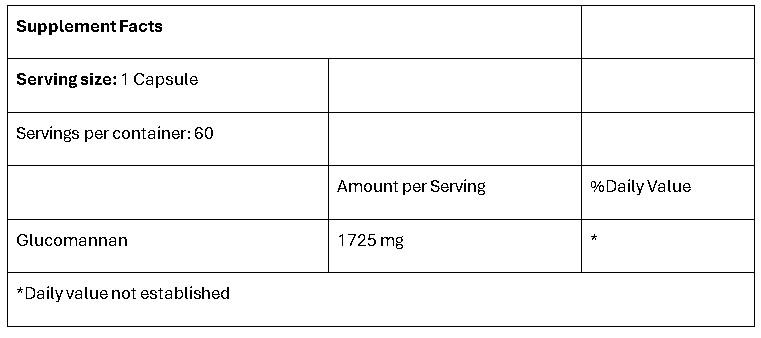 Supplement Facts
Serving size: 1 Capsule
Servings per container: 60
Amount per Serving %Daily Value
Glucomannan 1725 mg *
*Daily value not established